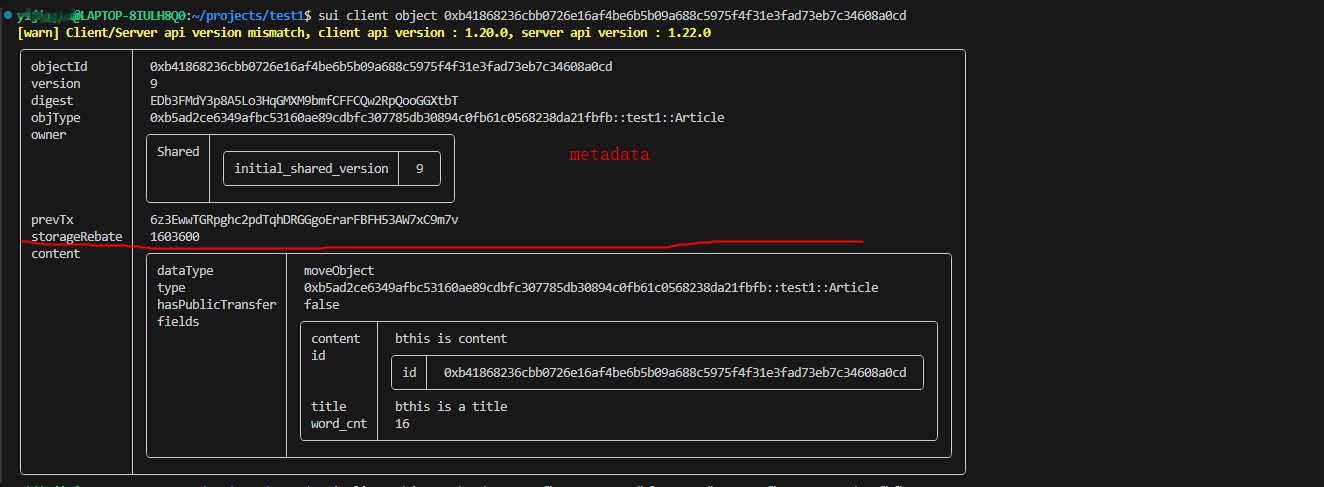 @LAPTOP-8IULH8Q0:~/projects/test1$ sui client object 0xb41868236cbb0726e16af4be6b5b09a688c5975f4f31e3fad73eb7c34608a0cd
[warn] Client/Server api version mismatch, client api version : 1.20.0, server api version : 1.22.0
objectId 0xb41868236cbb0726e16af4be6b5b09a688c5975f4f31e3fad73eb7c34608a0cd
version 9
digest EDb3FMdY3p8A5Lo3HqGMXM9bmfCFFCQw2RpQooGGXtbT
objType 0xb5ad2ce6349afbc53160ae89cdbfc307785db30894c0fb61c0568238da21fbfb::test1::Article
owner
Shared
initial_shared_version 9
metadata
prevTx 6z3EwwTGRpghc2pdTqhDRGGgoErarFBFH53AW7xC9m7v
storageRebate 1603600
content
dataType moveObject
type 0xb5ad2ce6349afbc53160ae89cdbfc307785db30894c0fb61c0568238da21fbfb::test1::Article
hasPublicTransfer false
fields
content bthis is content
id
id 0xb41868236cbb0726e16af4be6b5b09a688c5975f4f31e3fad73eb7c34608a0cd
title bthis is a title
word_cnt 16